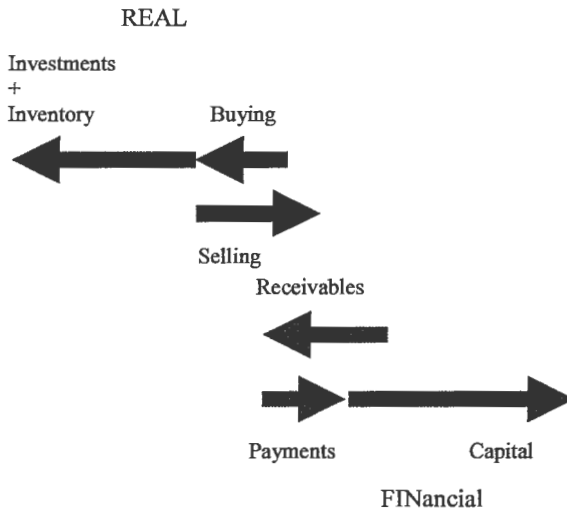 REAL
Investments
+
Inventory
Buying
Selling
Receivables
Payments
Capital
FINancial